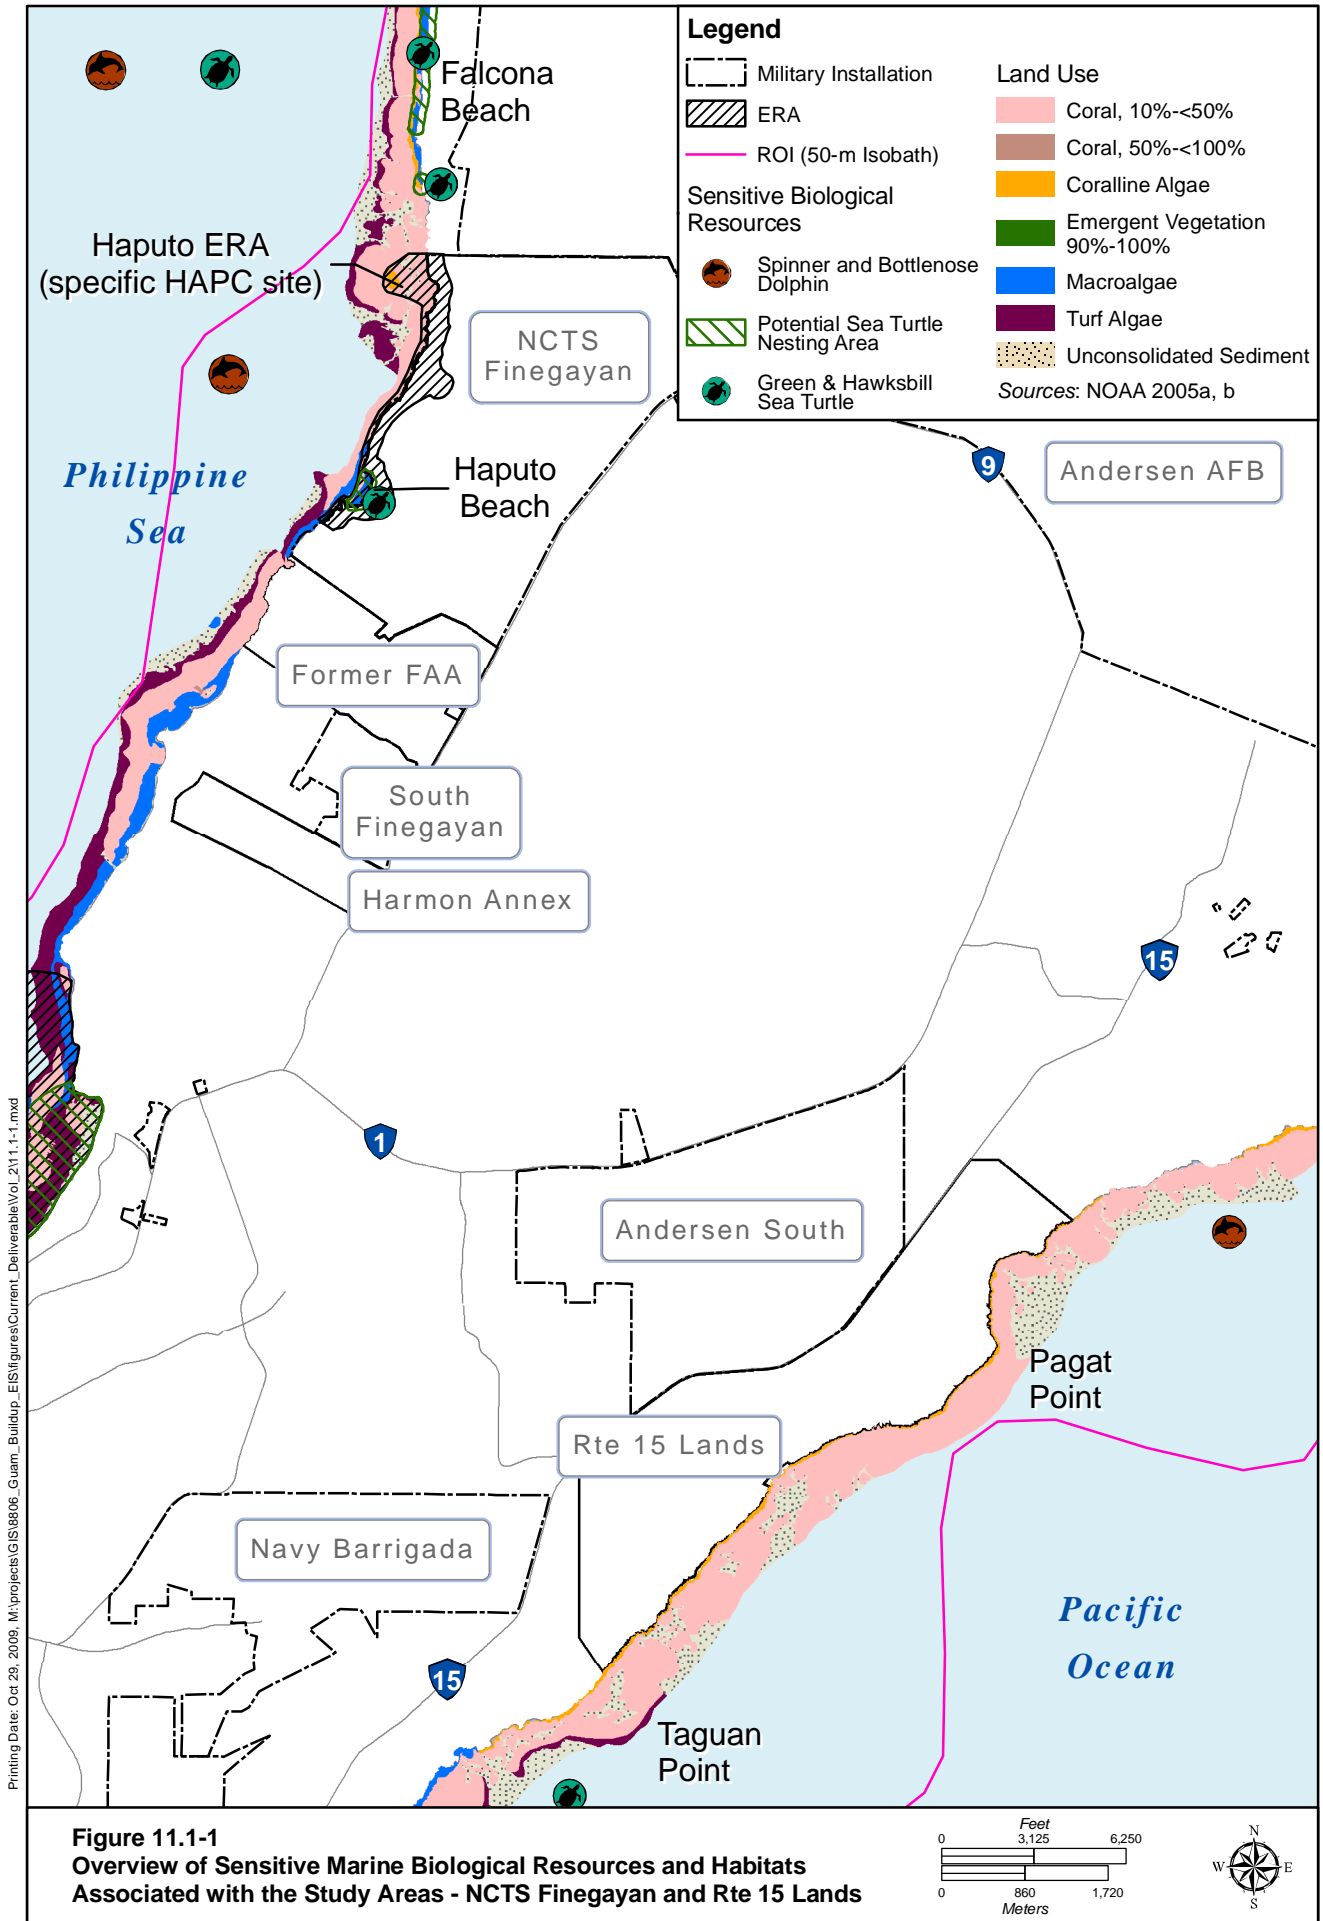 Legend
Military Installation
ERA
ROI (50-m Isobath)
Sensitive Biological
Resources
Spinner and Bottlenose
Dolphin
Potential Sea Turtle
Nesting Area
Green & Hawksbill
Sea Turtle
Land Use
Coral, 10%-<50%
Coral, 50%-<100%
Coralline Algae
Emergent Vegetation
90%-100%
Macroalgae
Turf Algae
Unconsolidated Sediment
Sources: NOAA 2005a, b
Falcona
Beach
Haputo ERA
(specific HAPC site)
NCTS
Finegayan
Philippine
Sea
Haputo
Beach
9
Andersen AFB
Former FAA
South
Finegayan
Harmon Annex
15
1
Andersen South
Pagat
Point
Rte 15 Lands
Navy Barrigada
Pacific
Ocean
15
Taguan
Point
Printing Date: Oct 29, 2009, M:\projects\GIS\8806_Guam_Buildup_EIS\figures\Current_Deliverable\Vol_2\11.1-1.mxd
Figure 11.1-1
Overview of Sensitive Marine Biological Resources and Habitats
Associated with the Study Areas - NCTS Finegayan and Rte 15 Lands
Feet
0 3,125 6,250
0 860 1,720
Meters
N
W E
S